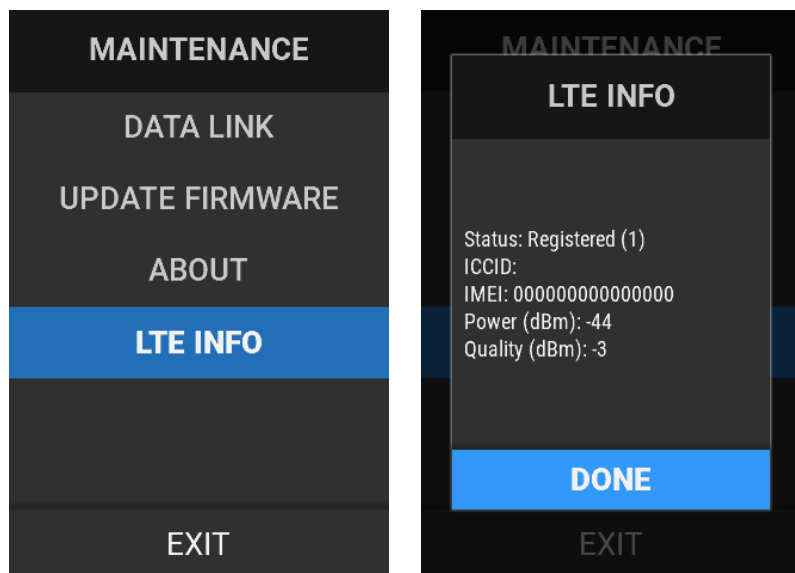 MAINTENANCE
DATA LINK
UPDATE FIRMWARE
ABOUT
LTE INFO
EXIT
MAINTENANCE
LTE INFO
Status: Registered (1)
ICCID:
IMEI: 000000000000000
Power (dBm): -44
Quality (dBm): -3
DONE
EXIT